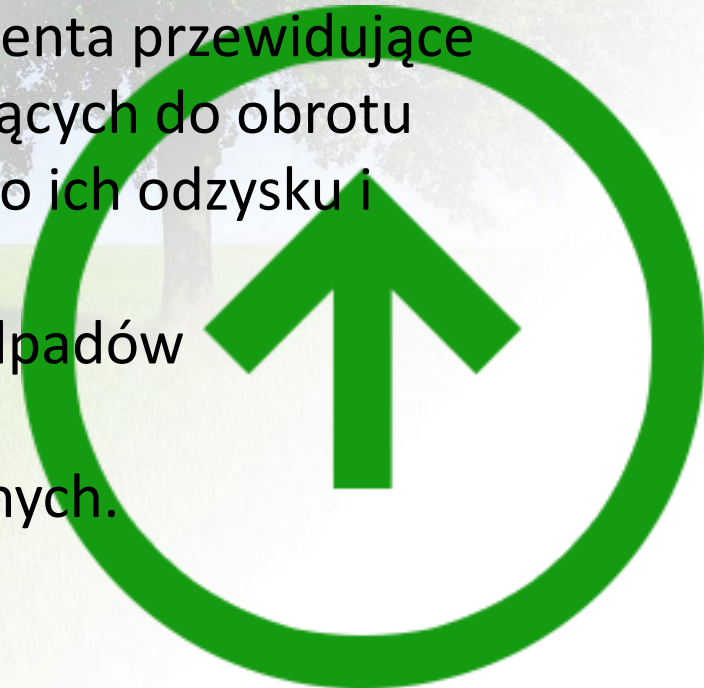 enta przewidujące
ących do obrotu
o ich odzysku i
dpadów
nych.